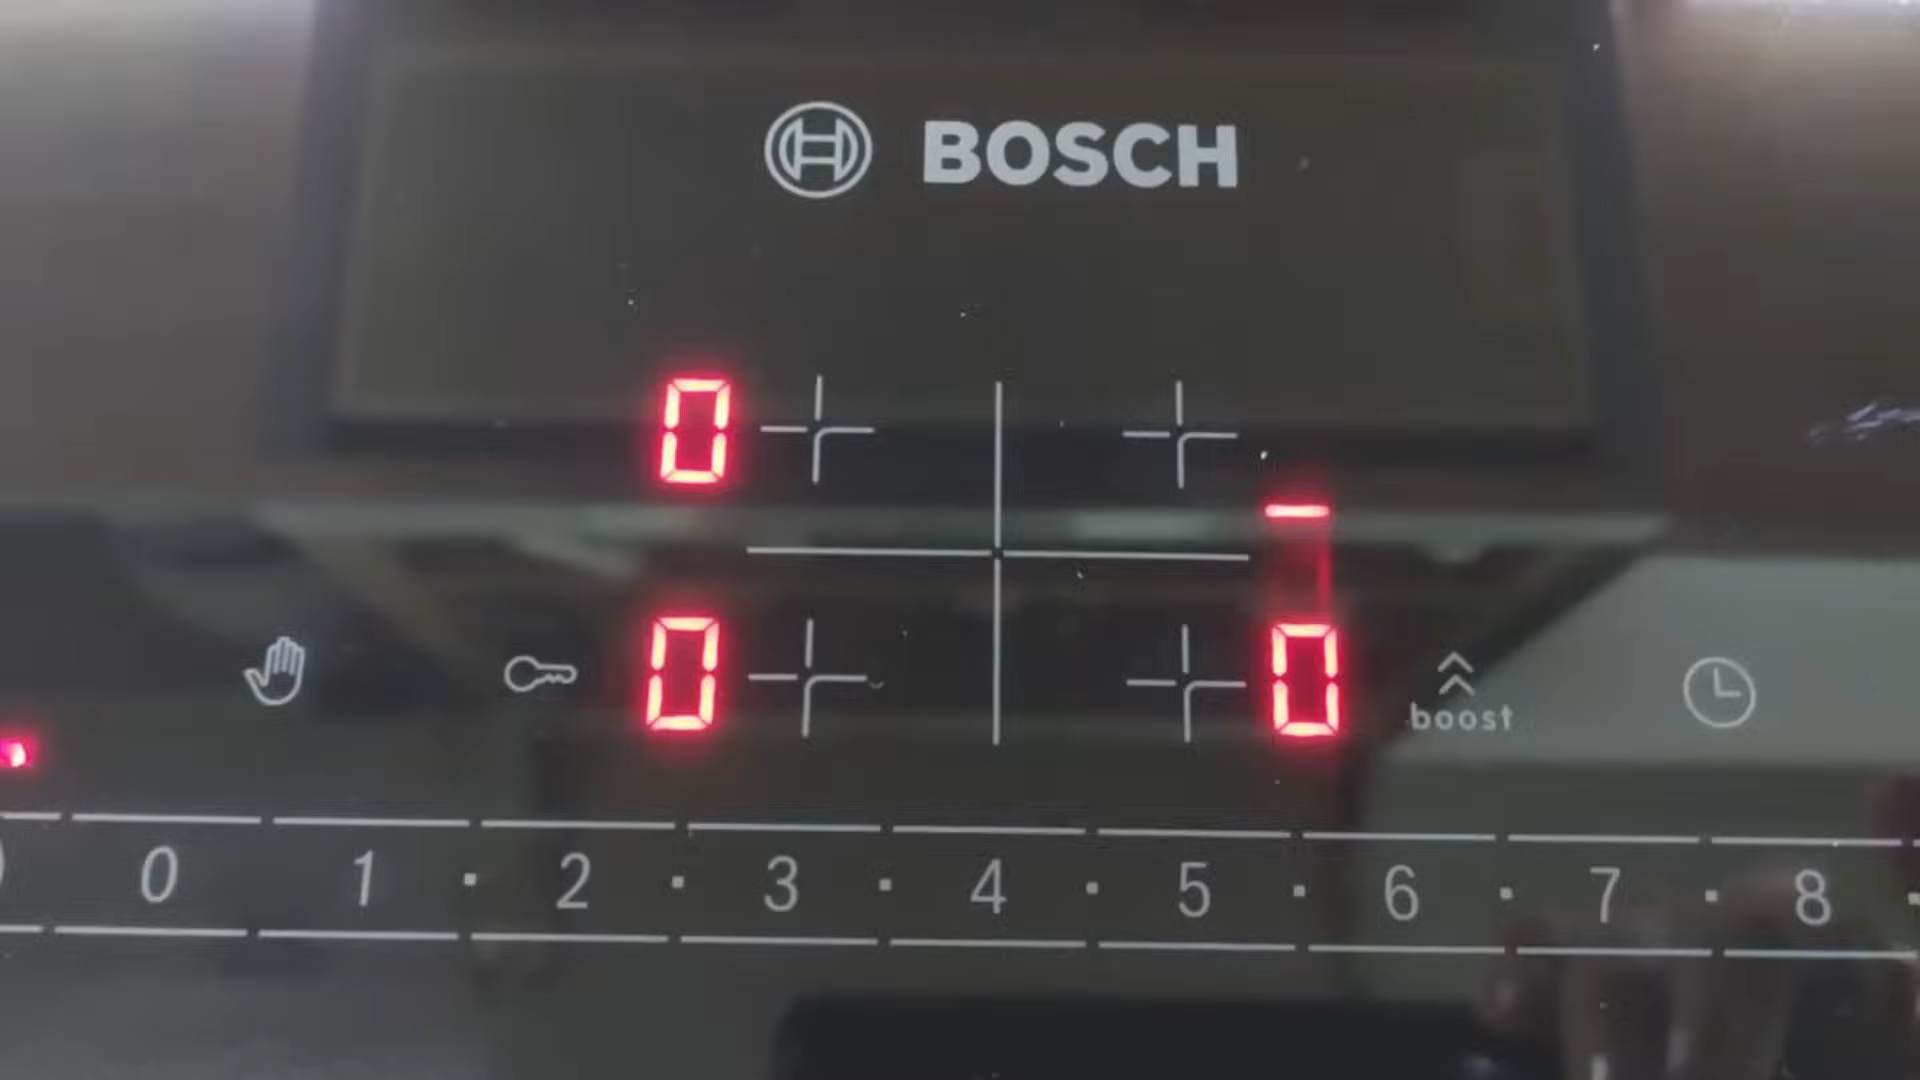 BOSCH
0
0 0
boost
0 1 · 2 · 3 · 4 · 5 · 6 · 7 · 8 ·